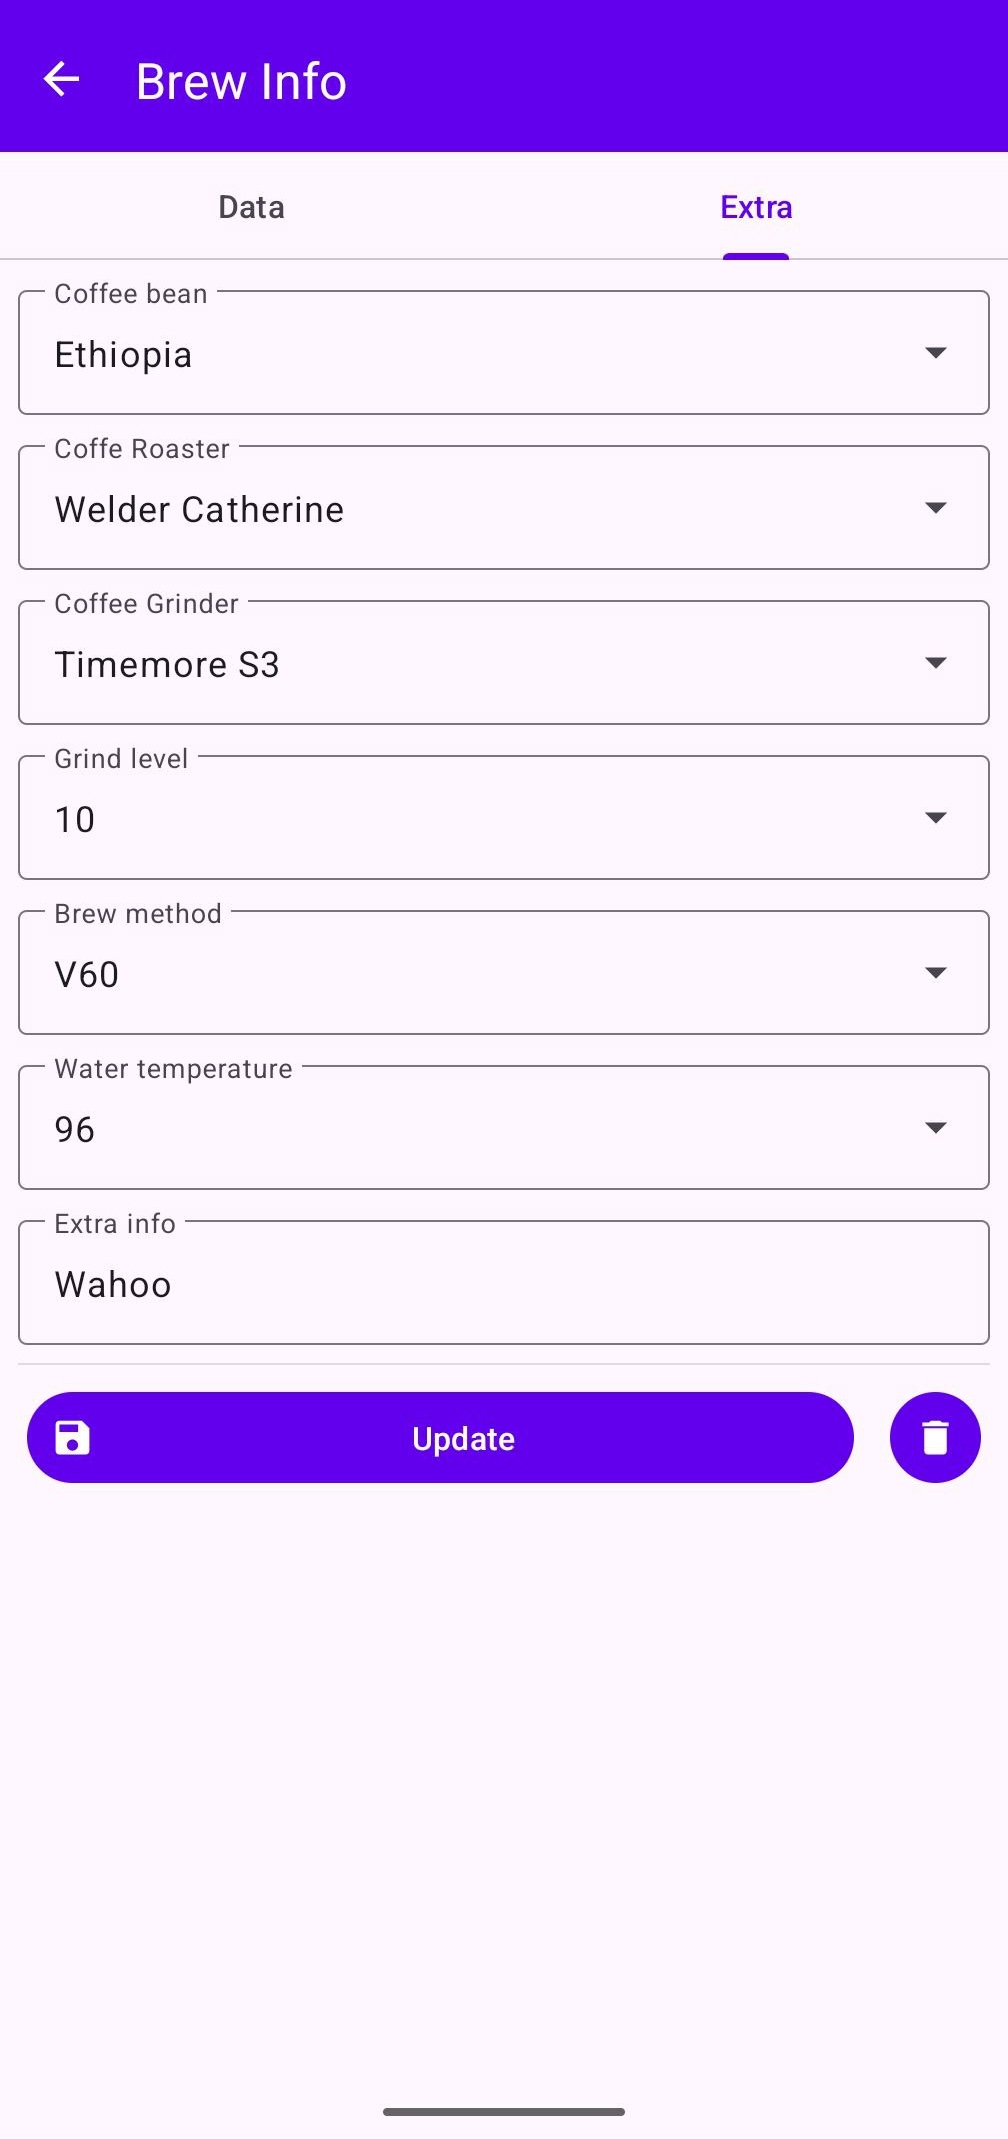 Brew Info
Data
Extra
Coffee bean
Ethiopia
Coffe Roaster
Welder Catherine
Coffee Grinder
Timemore S3
Grind level
10
Brew method
V60
Water temperature
96
Extra info
Wahoo
Update